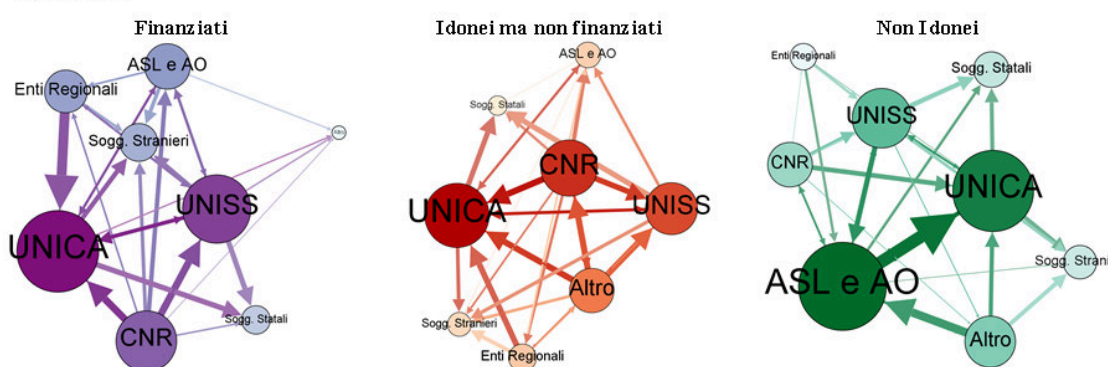 Finanziati
ASL e AO
Enti Regionali
Sogg. Stranieri
UNISS
UNICA
Sogg. Statali
CNR
Idonei ma non finanziati
ASL e AO
Sogg. Statali
CNR
UNICA
UNISS
Altro
Sogg. Stranieri
Enti Regionali
Non Idonei
Enti Regionali
Sogg. Statali
UNISS
CNR
UNICA
Sogg. Strani
ASL e AO
Altro